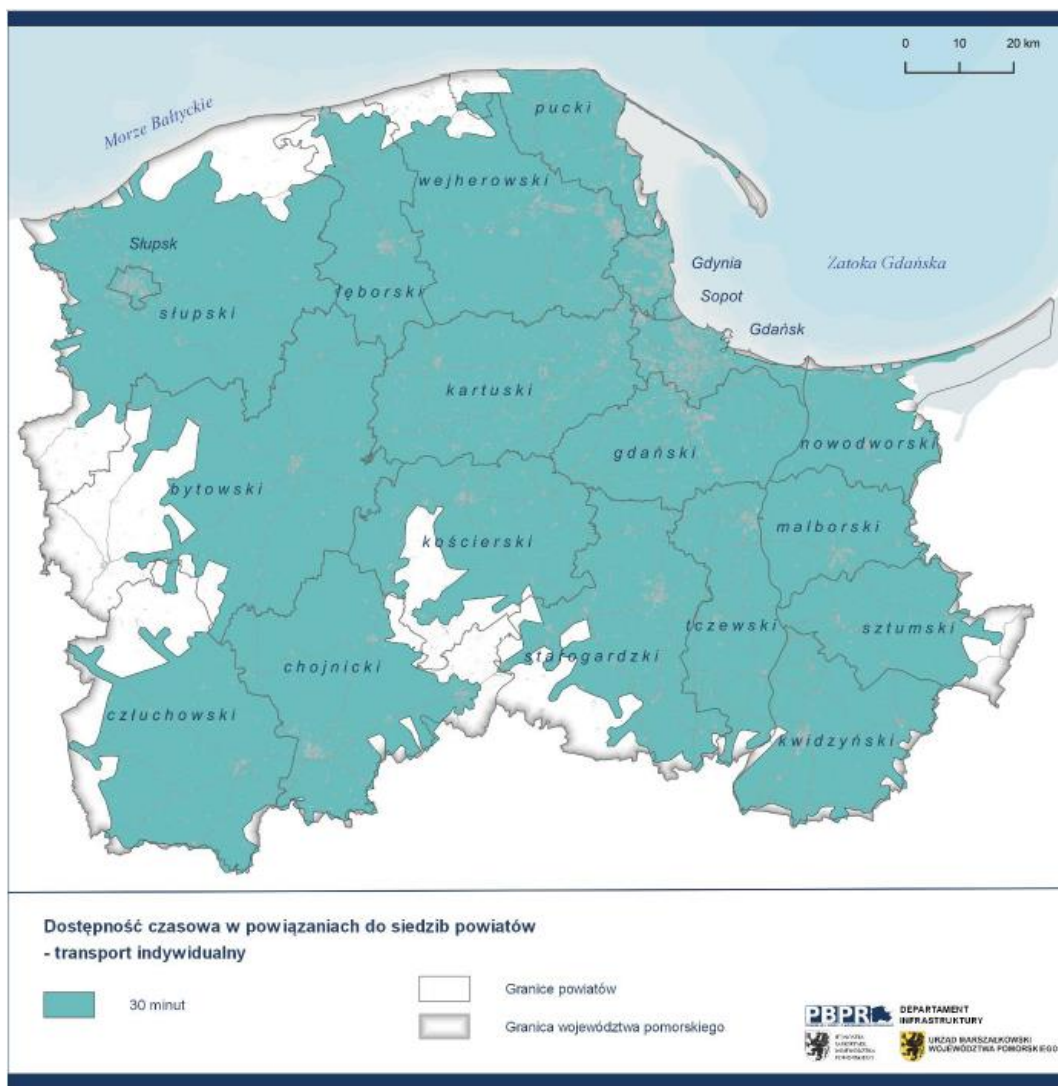 0 10 20 km
Morze Bałtyckie
pucki
wejherowski
Słupsk
Gdynia
Zatoka Gdańska
Sopot
łęborski
słupski
Gdańsk
kartuski
nowodworski
gdański
bytowski
malborski
kościerski
tczewski
sztumski
starogardzki
chojnicki
człuchowski
kwidzyński
Dostępność czasowa w powiązaniach do siedzib powiatów
- transport indywidualny
30 minut
Granice powiatów
Granica województwa pomorskiego
PBPR
DEPARTAMENT
INFRASTRUKTURY
URZĄD MARSZAŁKOWSKI
WOJEWÓDZTWA POMORSKIEGO